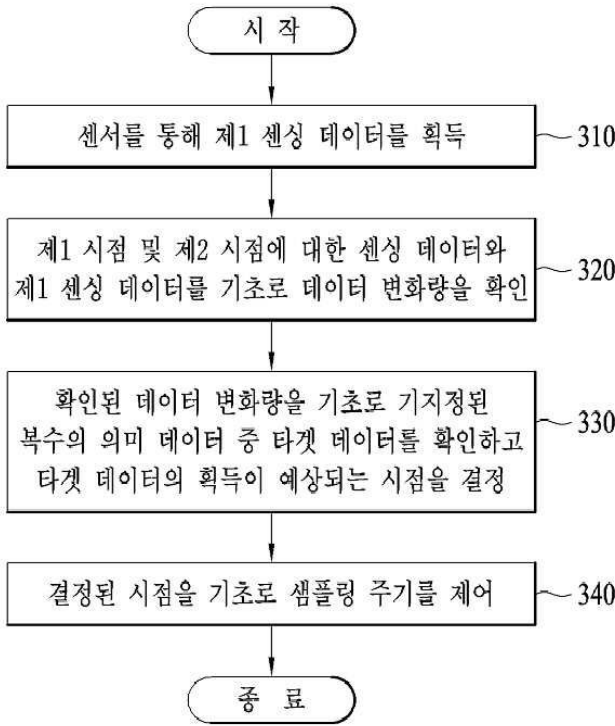 시 작
센서를 통해 제1 센싱 데이터를 획득
310
제1 시점 및 제2 시점에 대한 센싱 데이터와
제1 센싱 데이터를 기초로 데이터 변화량을 확인
320
확인된 데이터 변화량을 기초로 기지정된
복수의 의미 데이터 중 타겟 데이터를 확인하고
타겟 데이터의 획득이 예상되는 시점을 결정
330
결정된 시점을 기초로 샘플링 주기를 제어
340
종 료